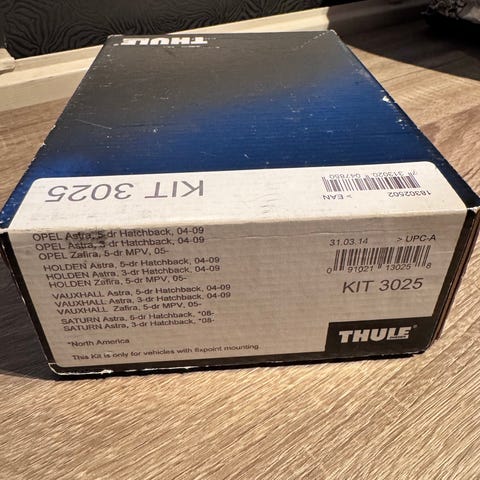 THULE
KIT 3025
18302502
> EAN
7 313020 047850
OPEL Astra, 5-dr Hatchback, 04-09
OPEL Astra, 3-dr Hatchback, 04-09
OPEL Zafira, 5-dr MPV, 05-
HOLDEN Astra, 5-dr Hatchback, 04-09
HOLDEN Astra, 3-dr Hatchback, 04-09
HOLDEN Zafira, 5-dr MPV, 05-
VAUXHALL Astra, 5-dr Hatchback, 04-09
VAUXHALL Astra, 3-dr Hatchback, 04-09
VAUXHALL Zafira, 5-dr MPV, 05-
SATURN Astra, 5-dr Hatchback, *08-
SATURN Astra, 3-dr Hatchback, *08-
*North America
This Kit is only for vehicles with fixpoint mounting.
31.03.14 > UPC-A
0 91021 13025 8
KIT 3025
THULE
SWEDEN